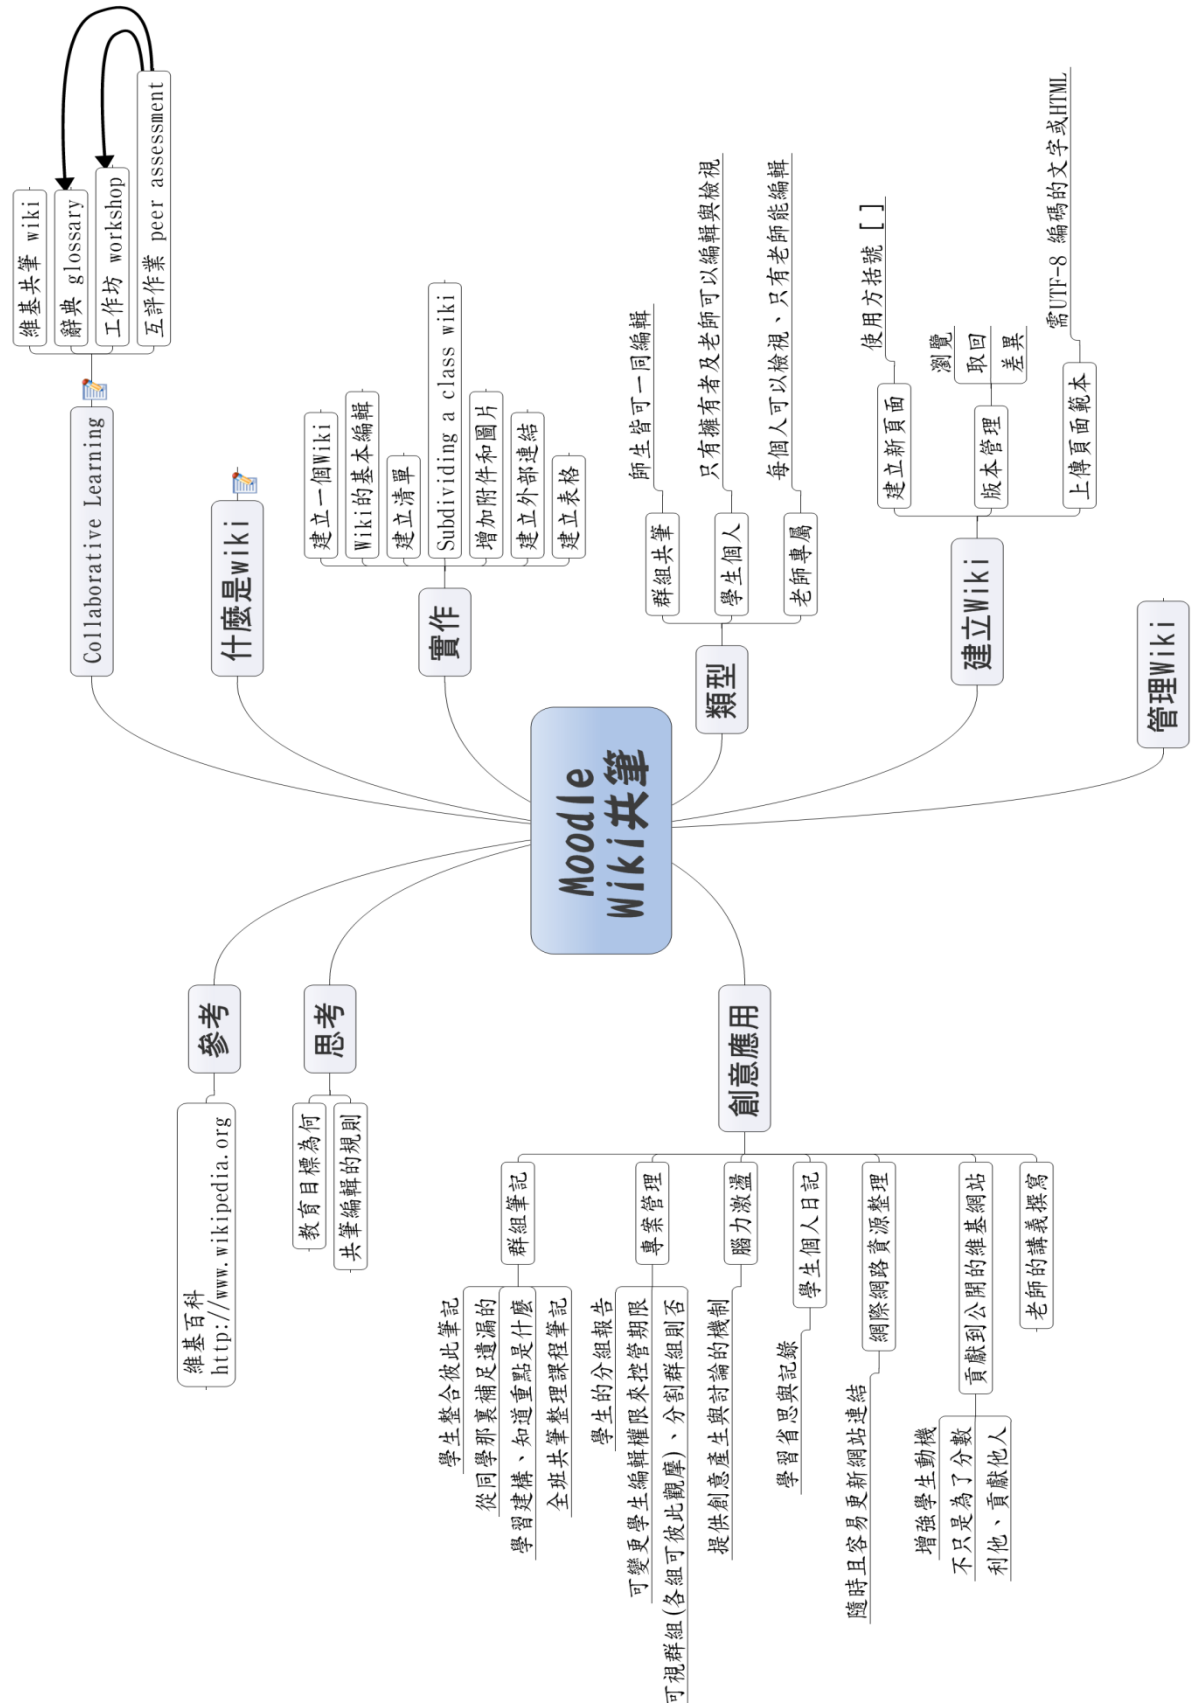 Moodle
Wiki共筆
Collaborative Learning
維基共筆 wiki
辭典 glossary
工作坊 workshop
互評作業 peer assessment
什麼是wiki
實作
建立一個Wiki
Wiki的基本編輯
建立清單
Subdividing a class wiki
增加附件和圖片
建立外部連結
建立表格
類型
群組共筆
師生皆可一同編輯
學生個人
只有擁有者及老師可以編輯與檢視
老師專屬
每個人可以檢視、只有老師能編輯
建立Wiki
建立新頁面
使用方括號 [ ]
版本管理
瀏覽
取回
差異
上傳頁面範本
需UTF-8 編碼的文字或HTML
管理Wiki
參考
維基百科
http://www.wikipedia.org
思考
教育目標為何
共筆編輯的規則
創意應用
群組筆記
學生整合彼此筆記
從同學那裏補足遺漏的
學習建構、知道重點是什麼
全班共筆整理課程筆記
專案管理
學生的分組報告
可變更學生編輯權限來控管期限
可視群組(各組可彼此觀摩)、分割群組則否
腦力激盪
提供創意產生與討論的機制
學生個人日記
學習省思與記錄
網際網路資源整理
隨時且容易更新網站連結
貢獻到公開的維基網站
增強學生動機
不只是為了分數
利他、貢獻他人
老師的講義撰寫